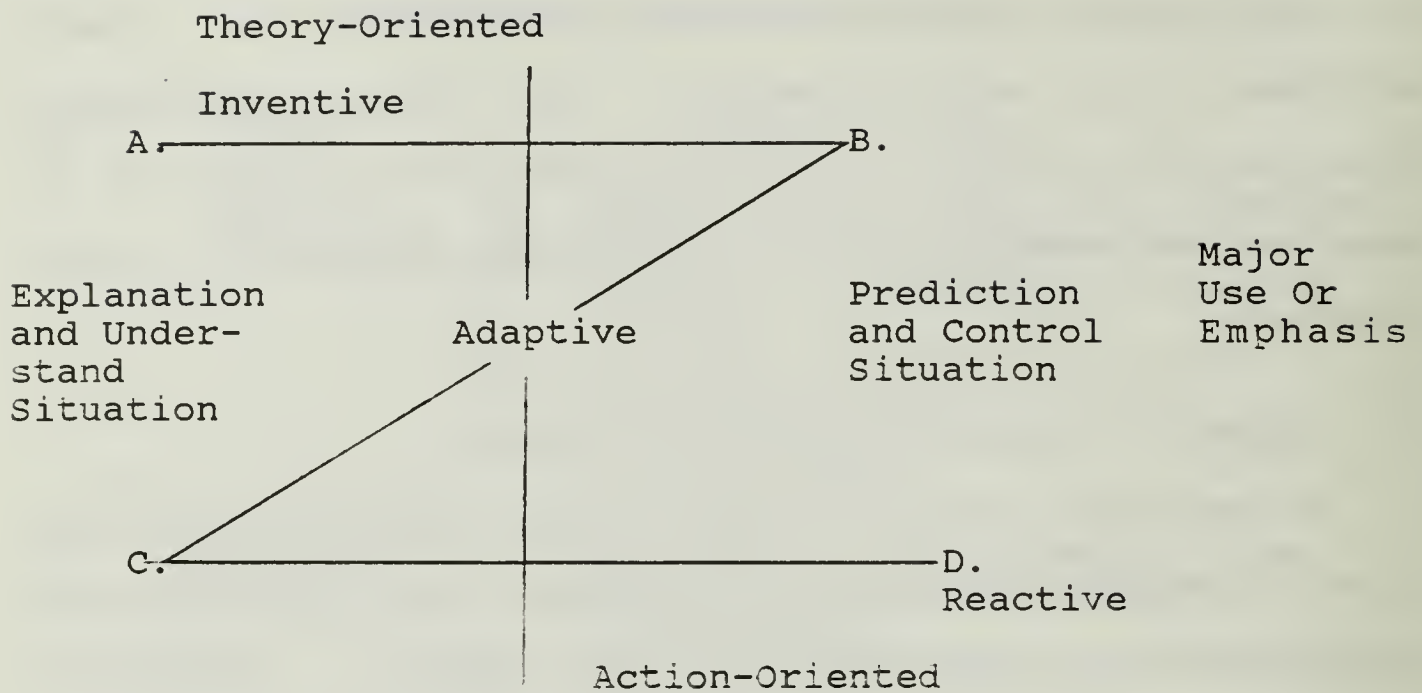 Theory-Oriented
Inventive
A.
B.
Explanation
and Under-
stand
Situation
Adaptive
Prediction
and Control
Situation
Major
Use Or
Emphasis
C.
D.
Reactive
Action-Oriented